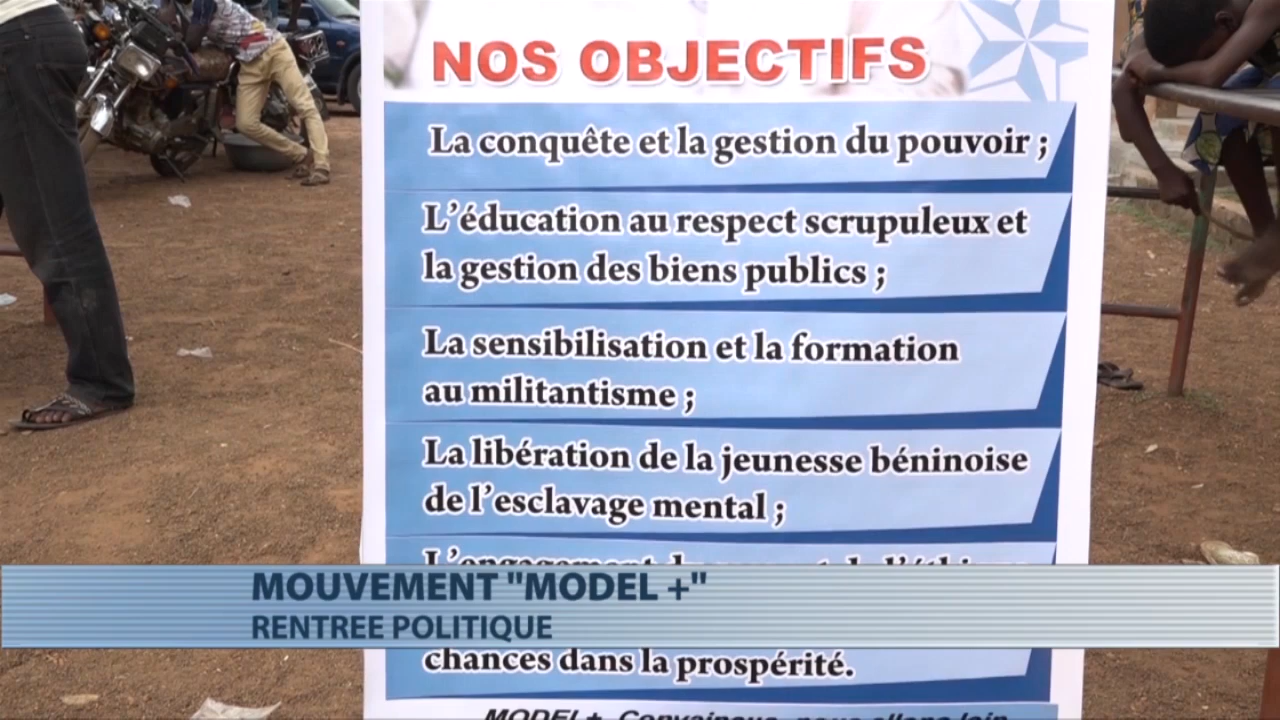 NOS OBJECTIFS
La conquête et la gestion du pouvoir ;
L'éducation au respect scrupuleux et
la gestion des biens publics ;
La sensibilisation et la formation
au militantisme ;
La libération de la jeunesse béninoise
de l'esclavage mental ;
MOUVEMENT "MODEL +"
RENTREE POLITIQUE
chances dans la prospérité.
MODEL+